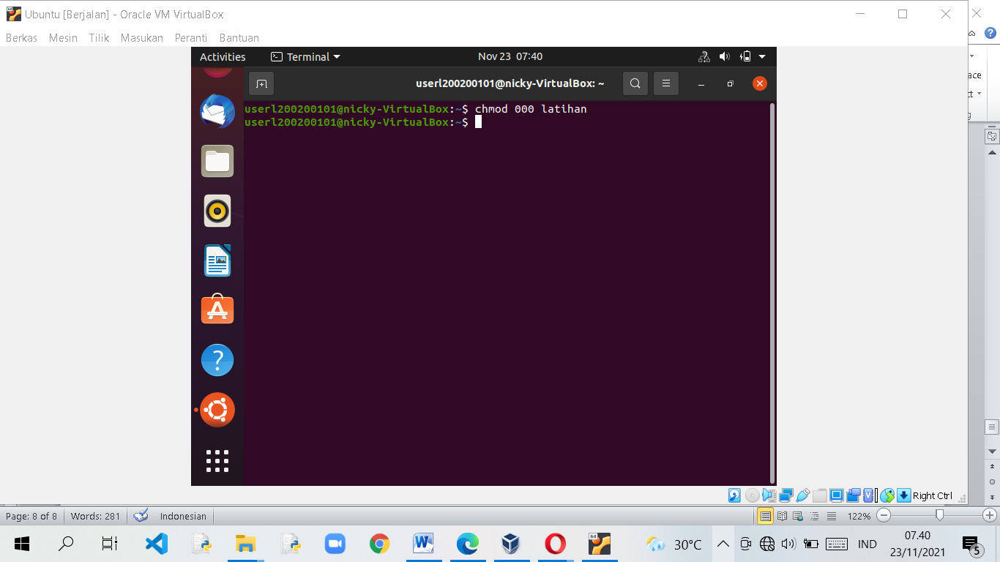 Ubuntu [Berjalan] - Oracle VM VirtualBox
Berkas Mesin Tilik Masukan Peranti Bantuan
Activities Terminal Nov 23 07:40
userl200200101@nicky-VirtualBox: ~
userl200200101@nicky-VirtualBox:~$ chmod 000 latihan
userl200200101@nicky-VirtualBox:~$
Right Ctrl
Page: 8 of 8 Words: 281 Indonesian 122%
30°C IND 07.40
23/11/2021
5